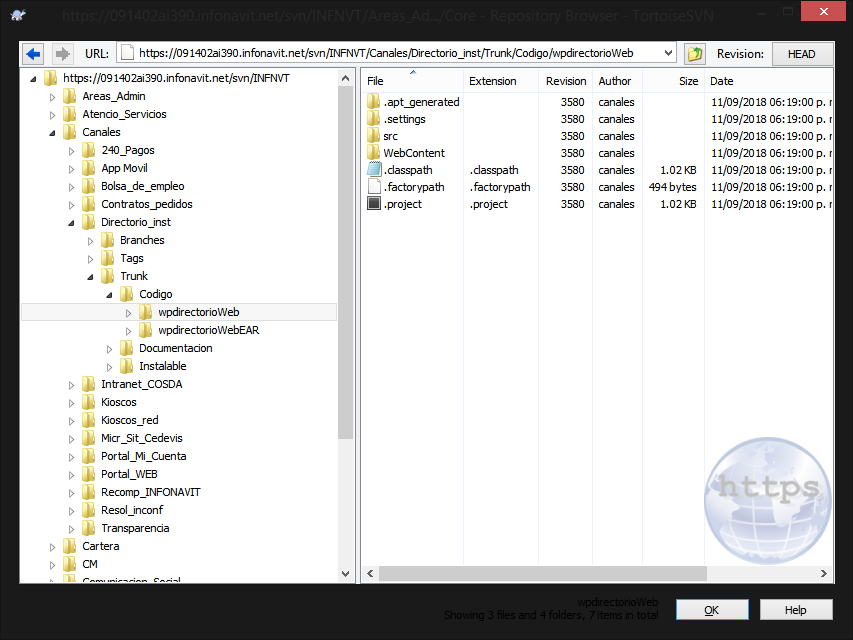 https://091402ai390.infonavit.net/svn/INFNVT/Areas_Ad.../Core - Repository Browser - TortoiseSVN
URL: https://091402ai390.infonavit.net/svn/INFNVT/Canales/Directorio_inst/Trunk/Codigo/wpdirectorioWeb Revision: HEAD
https://091402ai390.infonavit.net/svn/INFNVT
Areas_Admin
Atencio_Servicios
Canales
240_Pagos
App Movil
Bolsa_de_empleo
Contratos_pedidos
Directorio_inst
Branches
Tags
Trunk
Codigo
wpdirectorioWeb
wpdirectorioWebEAR
Documentacion
Instalable
Intranet_COSDA
Kioscos
Kioscos_red
Micr_Sit_Cedevis
Portal_Mi_Cuenta
Portal_WEB
Recomp_INFONAVIT
Resol_inconf
Transparencia
Cartera
CM
Comunicacion_Social
File Extension Revision Author Size Date
.apt_generated 3580 canales 11/09/2018 06:19:00 p. r
.settings 3580 canales 11/09/2018 06:19:00 p. r
src 3580 canales 11/09/2018 06:19:00 p. r
WebContent 3580 canales 11/09/2018 06:19:00 p. r
.classpath .classpath 3580 canales 1.02 KB 11/09/2018 06:19:00 p. r
.factorypath .factorypath 3580 canales 494 bytes 11/09/2018 06:19:00 p. r
.project .project 3580 canales 1.02 KB 11/09/2018 06:19:00 p. r
https
wpdirectorioWeb
Showing 3 files and 4 folders, 7 items in total
OK Help